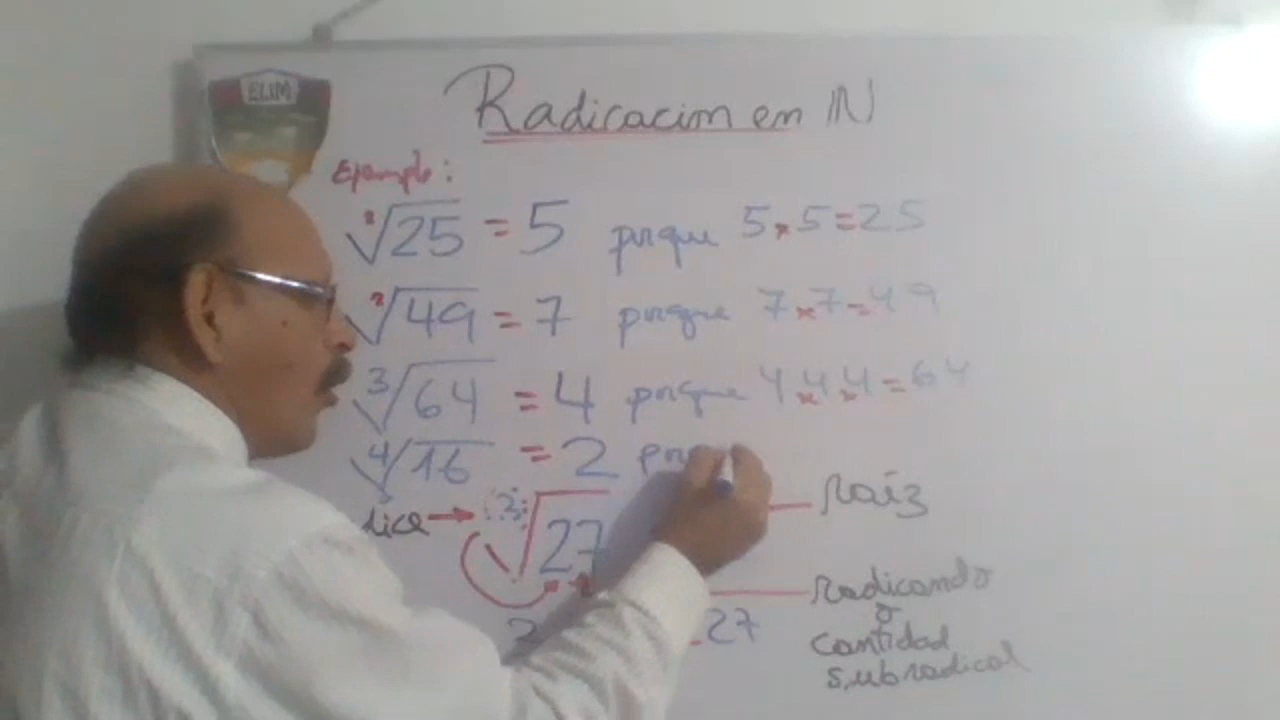 ELIM
Radicacion en ℕ
Ejemplo:
²√25 = 5 porque 5 x 5 = 25
²√49 = 7 porque 7 x 7 = 49
³√64 = 4 porque 4 x 4 x 4 = 64
⁴√16 = 2
Raíz
3 √27
Radicando
o
27
cantidad
subradical